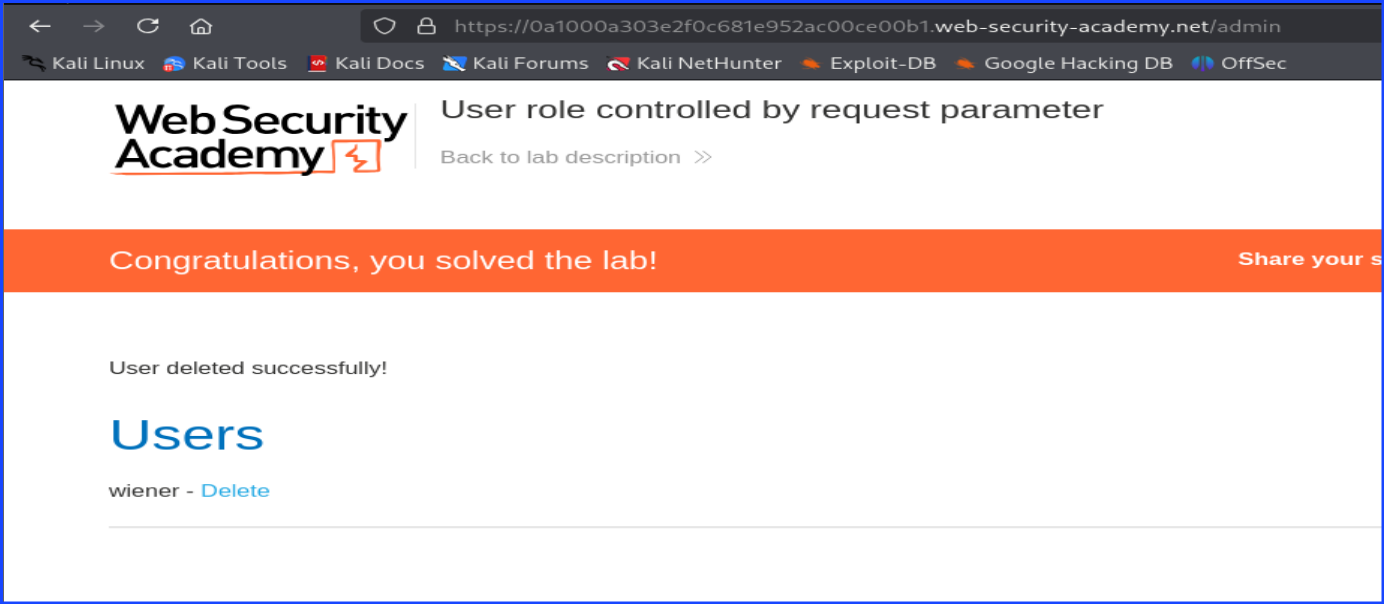 https://0a1000a303e2f0c681e952ac00ce00b1.web-security-academy.net/admin
Kali Linux Kali Tools Kali Docs Kali Forums Kali NetHunter Exploit-DB Google Hacking DB OffSec
Web Security
Academy
User role controlled by request parameter
Back to lab description >>
Congratulations, you solved the lab!
Share your s
User deleted successfully!
Users
wiener - Delete